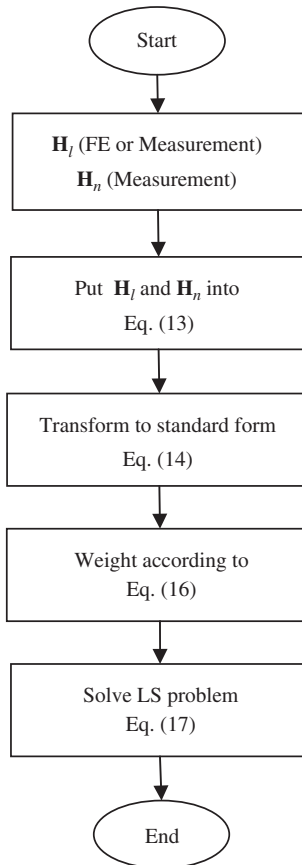 Start
H_l (FE or Measurement)
H_n (Measurement)
Put H_l and H_n into
Eq. (13)
Transform to standard form
Eq. (14)
Weight according to
Eq. (16)
Solve LS problem
Eq. (17)
End